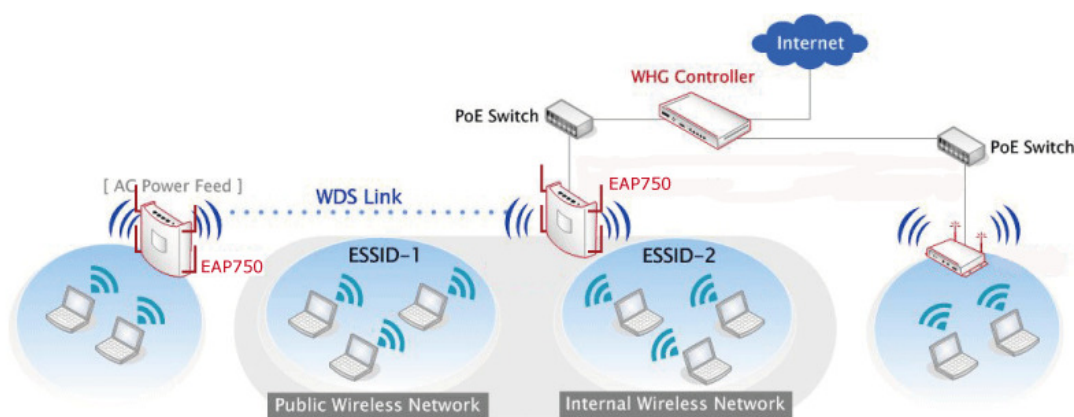 Internet
WHG Controller
PoE Switch
PoE Switch
[ AC Power Feed ]
WDS Link
EAP750
EAP750
ESSID-1
ESSID-2
Public Wireless Network
Internal Wireless Network